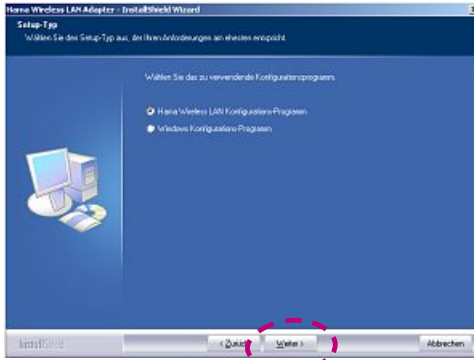 Hama Wireless LAN Adapter - InstallShield Wizard
Setup-Typ
Wählen Sie den Setup-Typ aus, der Ihren Anforderungen am ehesten entspricht.
Wählen Sie das zu verwendende Konfigurationsprogramm.
Hama Wireless LAN Konfigurations-Programm
Windows Konfigurations-Programm
InstallShield
< Zurück Weiter > Abbrechen